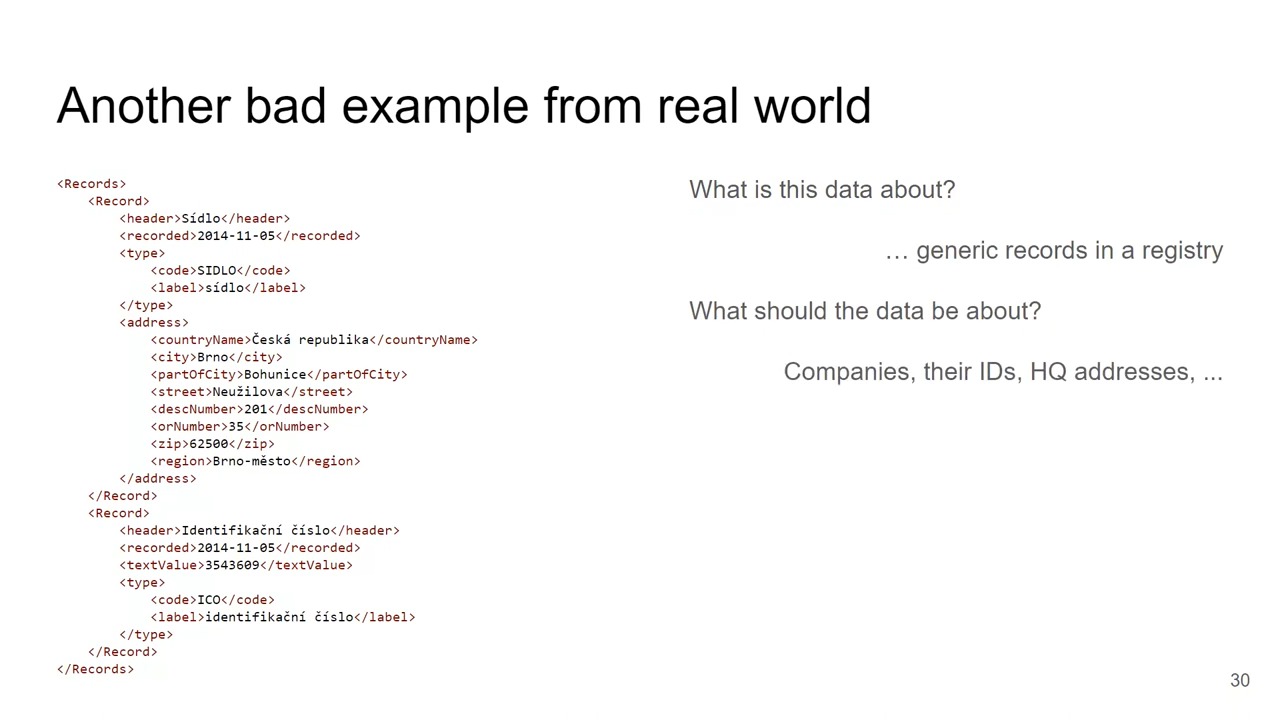 Another bad example from real world
<Records>
<Record>
<header>Sídlo</header>
<recorded>2014-11-05</recorded>
<type>
<code>SIDLO</code>
<label>sídlo</label>
</type>
<address>
<countryName>Česká republika</countryName>
<city>Brno</city>
<partOfCity>Bohunice</partOfCity>
<street>Neužilova</street>
<descNumber>201</descNumber>
<orNumber>35</orNumber>
<zip>62500</zip>
<region>Brno-město</region>
</address>
</Record>
<Record>
<header>Identifikační číslo</header>
<recorded>2014-11-05</recorded>
<textValue>3543609</textValue>
<type>
<code>ICO</code>
<label>identifikační číslo</label>
</type>
</Record>
</Records>
What is this data about?
… generic records in a registry
What should the data be about?
Companies, their IDs, HQ addresses, ...
30